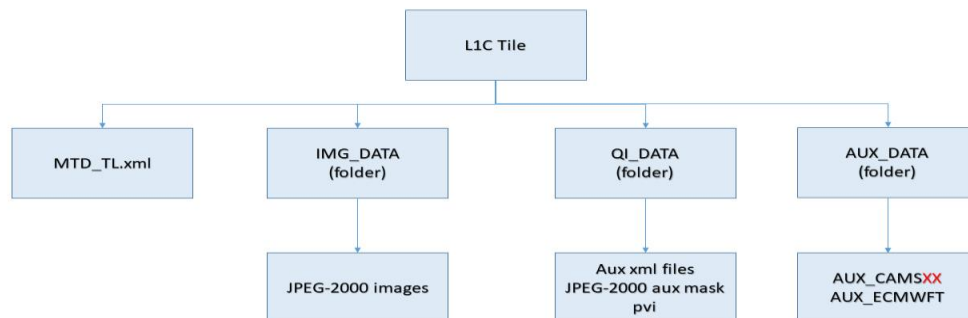 L1C Tile
MTD_TL.xml
IMG_DATA
(folder)
QI_DATA
(folder)
AUX_DATA
(folder)
JPEG-2000 images
Aux xml files
JPEG-2000 aux mask
pvi
AUX_CAMSXX
AUX_ECMWFT